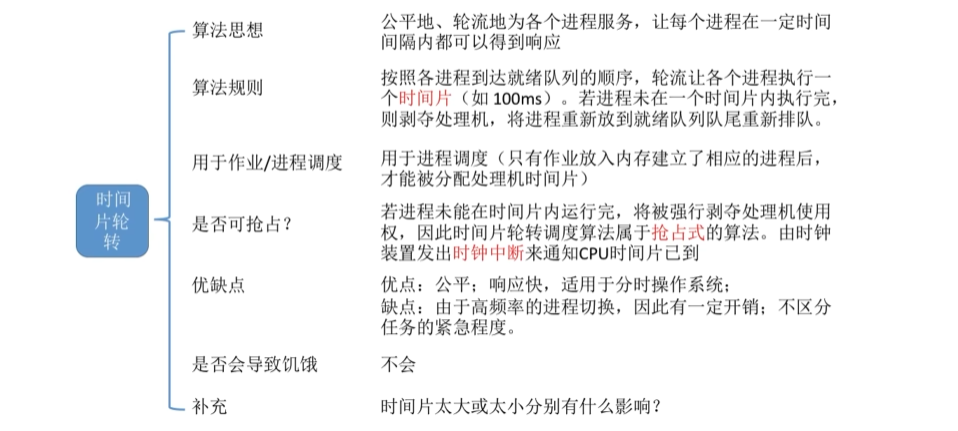 时间
片轮
转
算法思想
公平地、轮流地为各个进程服务，让每个进程在一定时间
间隔内都可以得到响应
算法规则
按照各进程到达就绪队列的顺序，轮流让各个进程执行一
个时间片（如 100ms）。若进程未在一个时间片内执行完，
则剥夺处理机，将进程重新放到就绪队列队尾重新排队。
用于作业/进程调度
用于进程调度（只有作业放入内存建立了相应的进程后，
才能被分配处理机时间片）
是否可抢占？
若进程未能在时间片内运行完，将被强行剥夺处理机使用
权，因此时间片轮转调度算法属于抢占式的算法。由时钟
装置发出时钟中断来通知CPU时间片已到
优缺点
优点：公平；响应快，适用于分时操作系统；
缺点：由于高频率的进程切换，因此有一定开销；不区分
任务的紧急程度。
是否会导致饥饿
不会
补充
时间片太大或太小分别有什么影响？